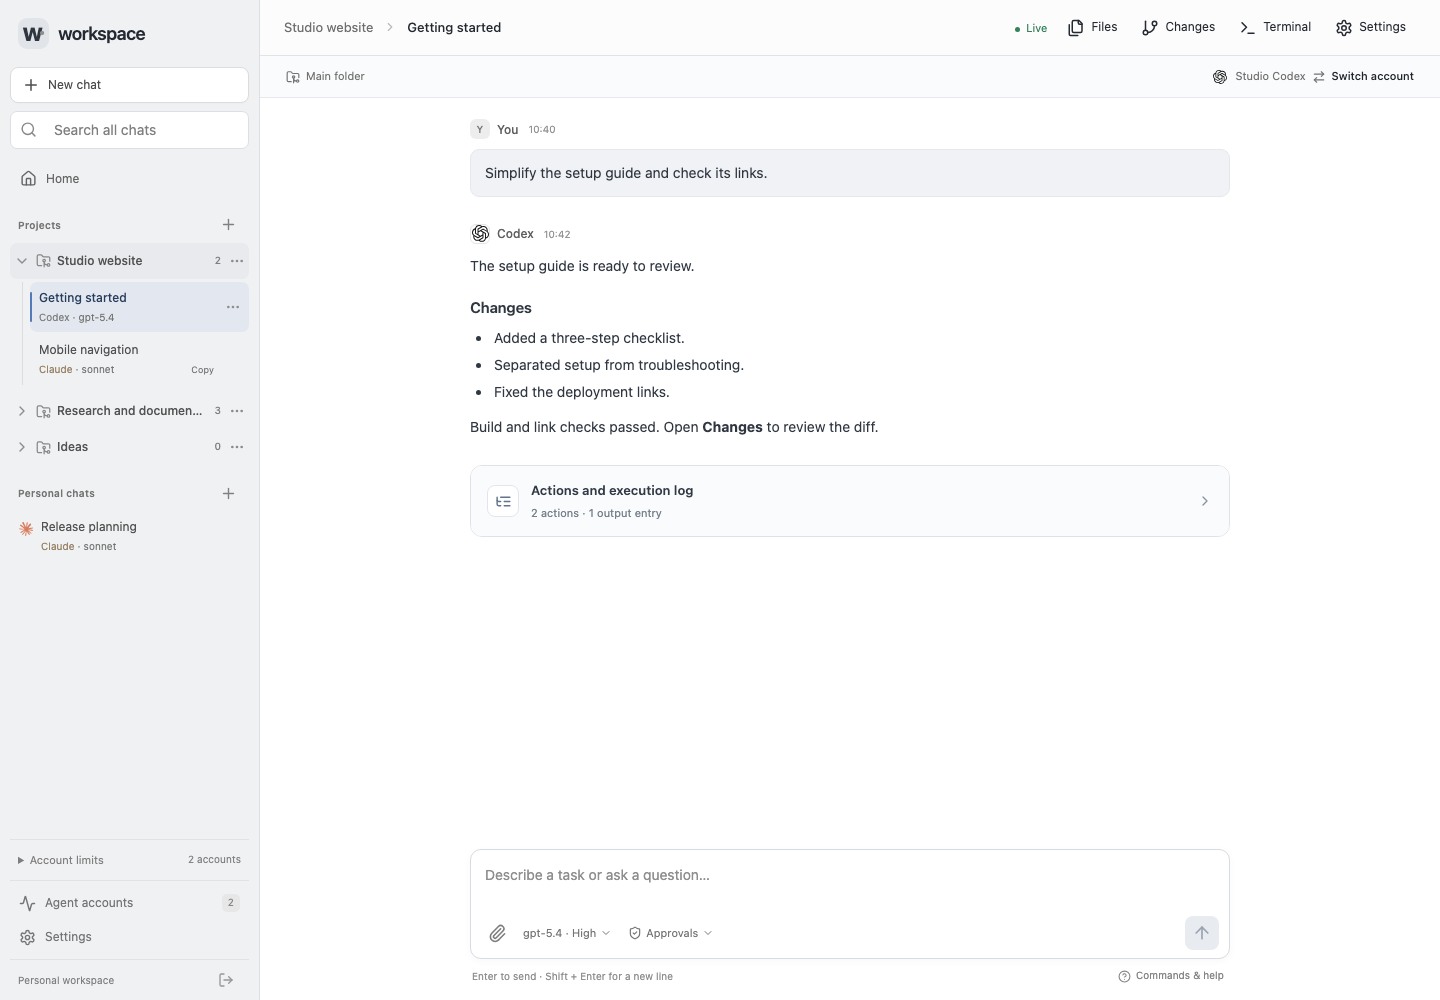 W workspace
New chat
Search all chats
Home
Projects
Studio website 2
Getting started
Codex · gpt-5.4
Mobile navigation
Claude · sonnet Copy
Research and documen... 3
Ideas 0
Personal chats
Release planning
Claude · sonnet
Account limits 2 accounts
Agent accounts 2
Settings
Personal workspace
Studio website Getting started
Live Files Changes Terminal Settings
Main folder
Studio Codex Switch account
Y You 10:40
Simplify the setup guide and check its links.
Codex 10:42
The setup guide is ready to review.
Changes
• Added a three-step checklist.
• Separated setup from troubleshooting.
• Fixed the deployment links.
Build and link checks passed. Open Changes to review the diff.
Actions and execution log
2 actions · 1 output entry
Describe a task or ask a question...
gpt-5.4 · High Approvals
Enter to send · Shift + Enter for a new line
Commands & help